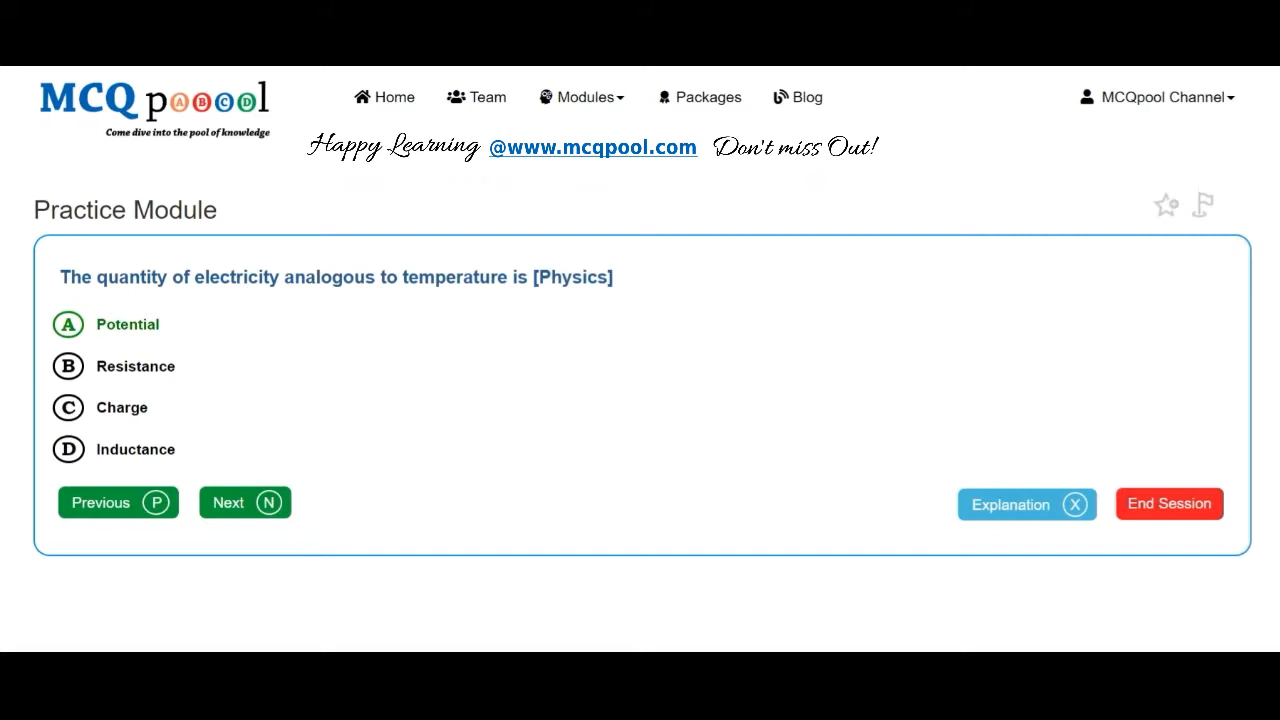 MCQ pooool
Come dive into the pool of knowledge
Home Team Modules Packages Blog MCQpool Channel
Happy Learning @www.mcqpool.com Don't miss Out!
Practice Module
The quantity of electricity analogous to temperature is [Physics]
A Potential
B Resistance
C Charge
D Inductance
Previous P Next N Explanation X End Session